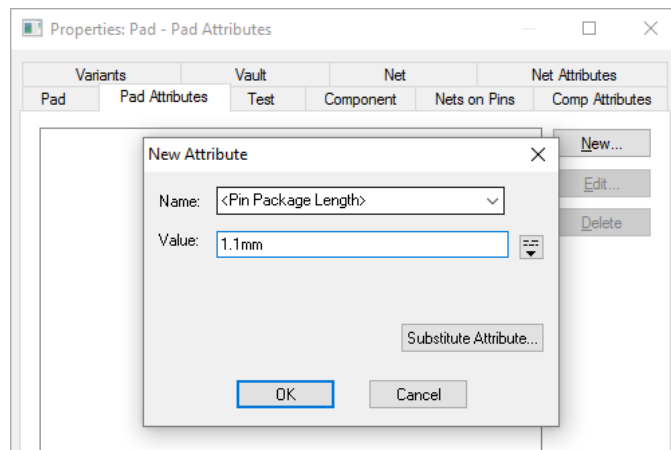 Properties: Pad - Pad Attributes
Variants Vault Net Net Attributes
Pad Pad Attributes Test Component Nets on Pins Comp Attributes
New...
New Attribute
Edit...
Name: <Pin Package Length>
Delete
Value: 1.1mm
Substitute Attribute...
OK Cancel